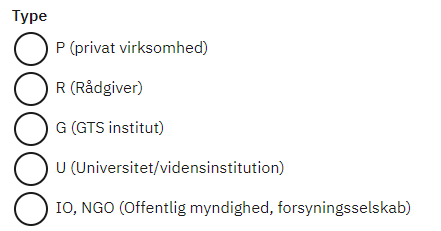 Type
P (privat virksomhed)
R (Rådgiver)
G (GTS institut)
U (Universitet/vidensinstitution)
IO, NGO (Offentlig myndighed, forsyningsselskab)